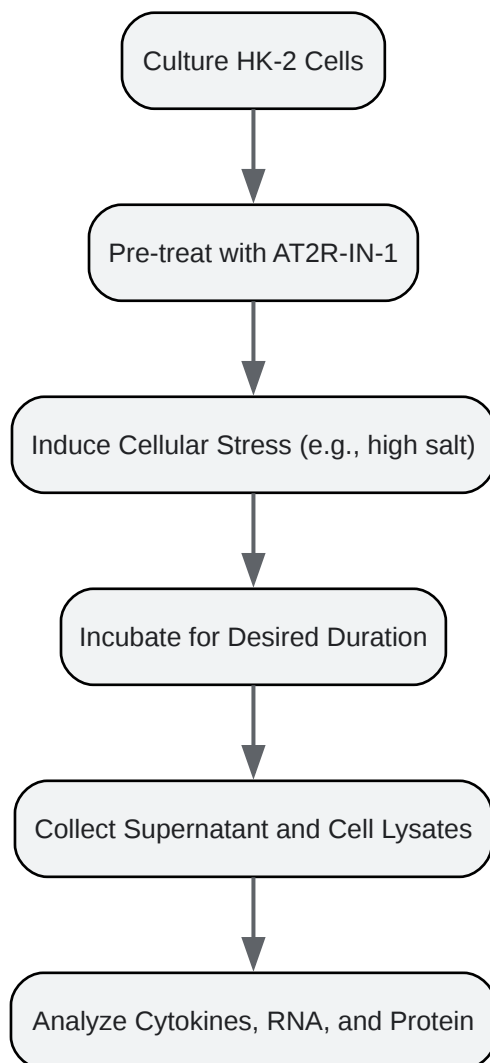 Culture HK-2 Cells
Pre-treat with AT2R-IN-1
Induce Cellular Stress (e.g., high salt)
Incubate for Desired Duration
Collect Supernatant and Cell Lysates
Analyze Cytokines, RNA, and Protein